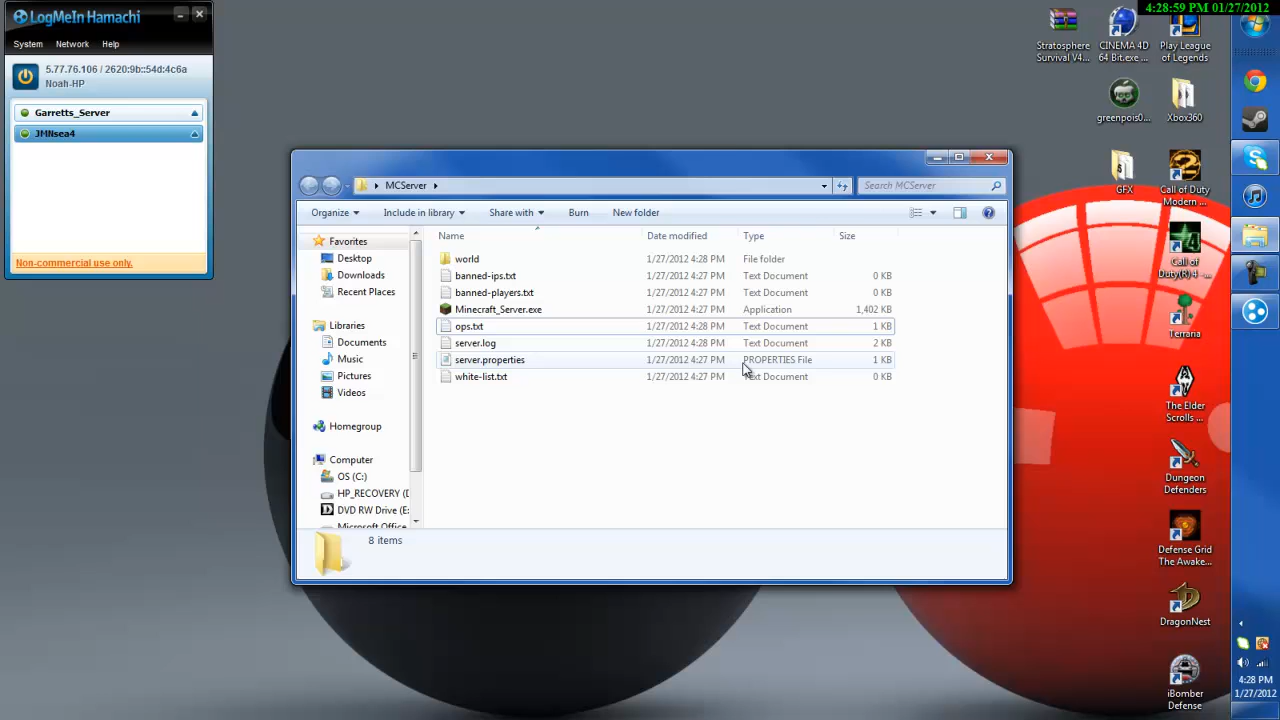 LogMeIn Hamachi
System Network Help
5.77.76.106 / 2620:9b::54d:4c6a
Noah-HP
Garretts_Server
JMNsea4
Non-commercial use only.
4:28:59 PM 01/27/2012
Stratosphere Survival V4...
CINEMA 4D 64 Bit.exe...
Play League of Legends
greenpois0...
Xbox360
GFX
Call of Duty Modern ...
Call of Duty(R) 4 - ...
Terraria
The Elder Scrolls ...
Dungeon Defenders
Defense Grid The Awake...
DragonNest
iBomber Defense
MCServer
Search MCServer
Organize Include in library Share with Burn New folder
Favorites
Desktop
Downloads
Recent Places
Libraries
Documents
Music
Pictures
Videos
Homegroup
Computer
OS (C:)
HP_RECOVERY (D
DVD RW Drive (E:
Microsoft Office
Name Date modified Type Size
world 1/27/2012 4:28 PM File folder
banned-ips.txt 1/27/2012 4:27 PM Text Document 0 KB
banned-players.txt 1/27/2012 4:27 PM Text Document 0 KB
Minecraft_Server.exe 1/27/2012 4:27 PM Application 1,402 KB
ops.txt 1/27/2012 4:28 PM Text Document 1 KB
server.log 1/27/2012 4:28 PM Text Document 2 KB
server.properties 1/27/2012 4:27 PM PROPERTIES File 1 KB
white-list.txt 1/27/2012 4:27 PM Text Document 0 KB
8 items
4:28 PM
1/27/2012